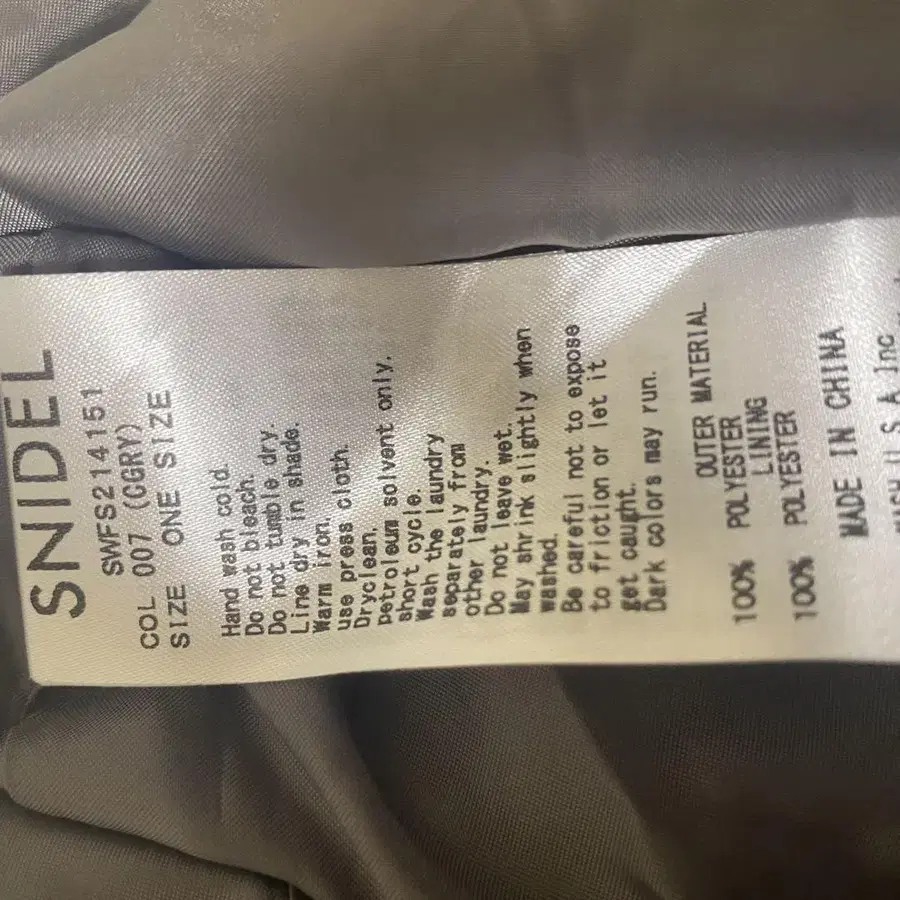 SNIDEL
SWFS214151
COL 007 (CGRY)
SIZE ONE SIZE
Hand wash cold.
Do not bleach.
Do not tumble dry.
Line dry in shade.
Warm iron,
use press cloth.
Dryclean,
petroleum solvent only.
short cycle.
Wash the laundry
separately from
other laundry.
Do not leave wet.
May shrink slightly when
washed.
Be careful not to expose
to friction or let it
get caught.
Dark colors may run.
OUTER MATERIAL
100% POLYESTER
LINING
100% POLYESTER
MADE IN CHINA
U S A Inc